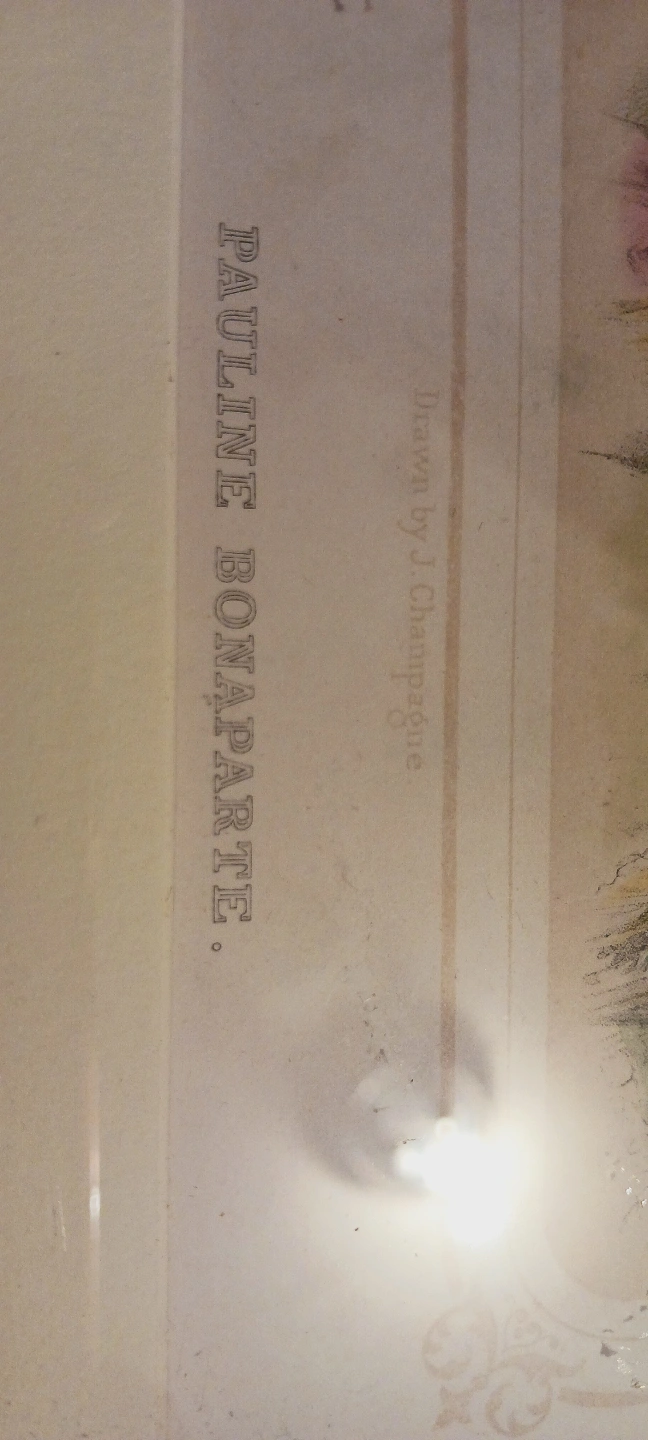 Drawn by J. Champagne
PAULINE BONAPARTE.